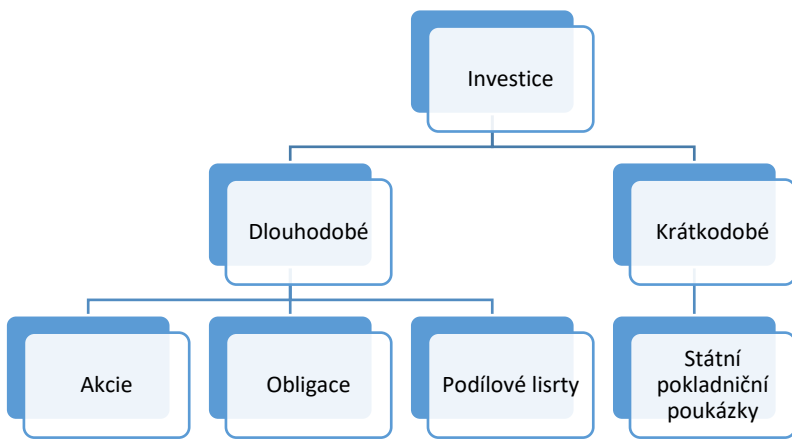 Investice
Dlouhodobé
Krátkodobé
Akcie
Obligace
Podílové lisrty
Státní
pokladniční
poukázky